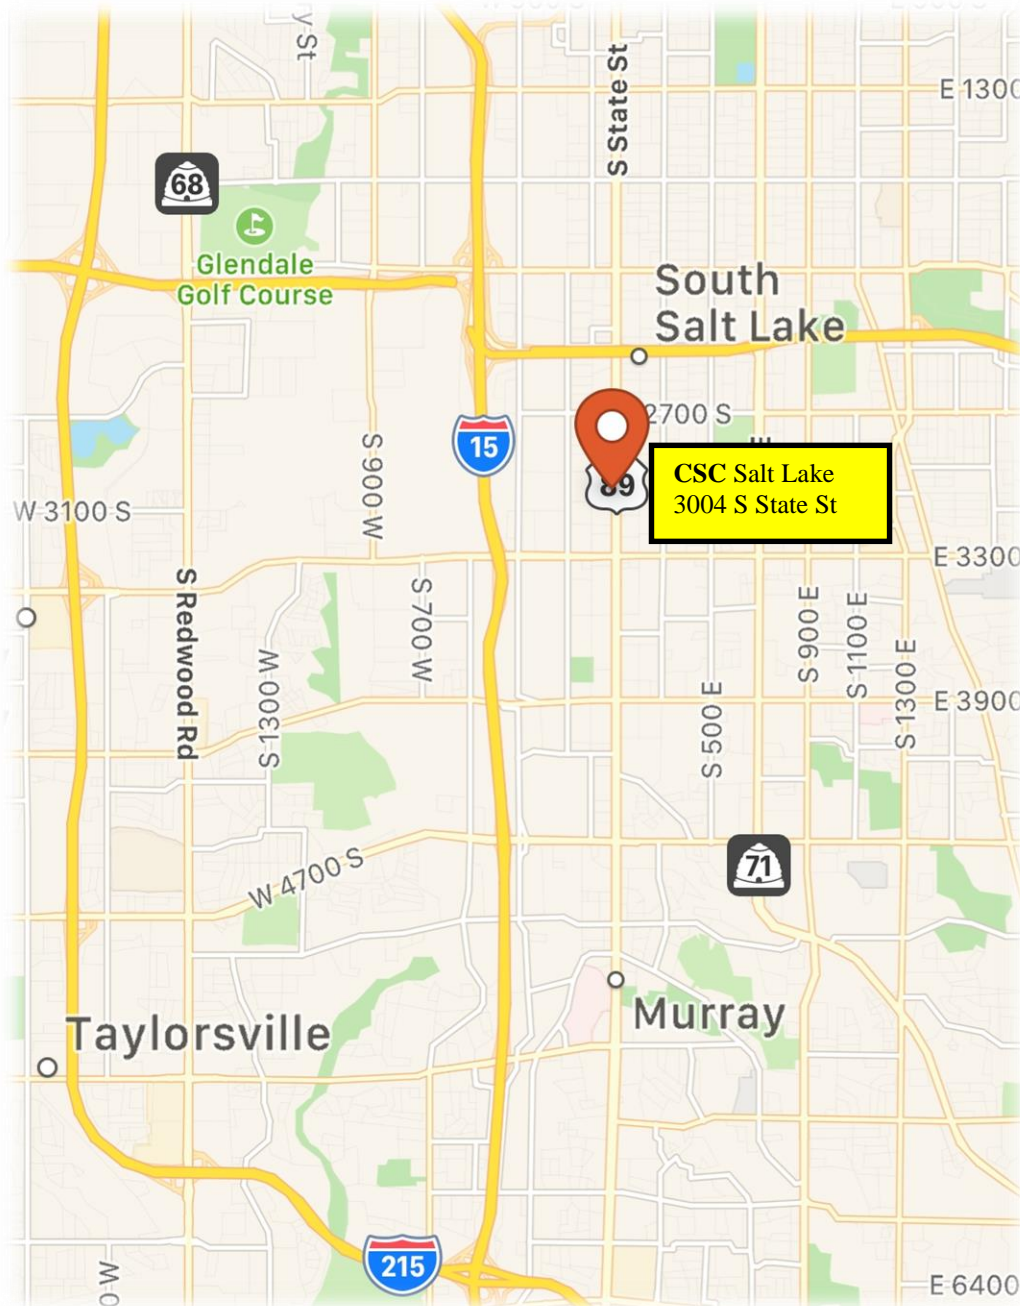 S State St
E 1300
68
Glendale
Golf Course
South
Salt Lake
2700 S
15
89
CSC Salt Lake
3004 S State St
S 900 W
W 3100 S
E 3300
S Redwood Rd
S 700 W
S 900 E
S 1100 E
S 1300 W
S 500 E
S 1300 E
E 3900
71
W 4700 S
Murray
Taylorsville
215
E 6400